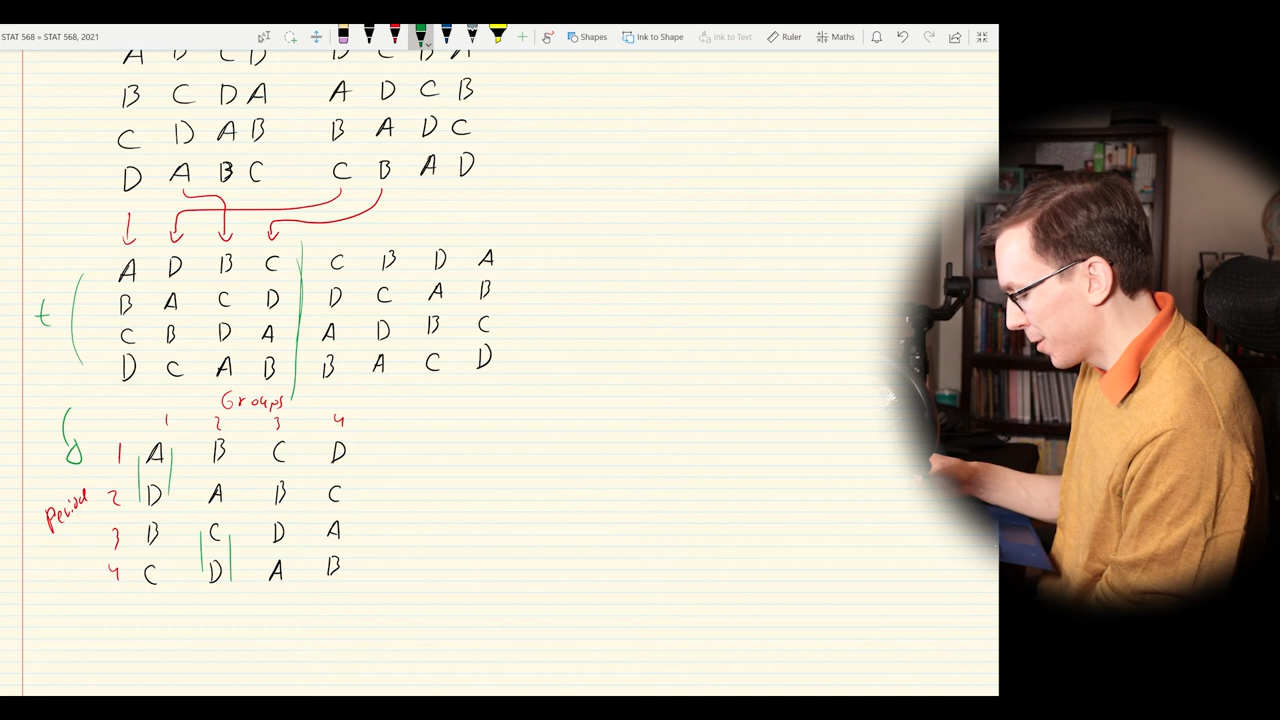 STAT 568 » STAT 568, 2021 Shapes Ink to Shape Ink to Text Ruler Maths
A B C D D C B A
B C D A A D C B
C D A B B A D C
D A B C C B A D
A D B C C B D A
B A C D D C A B
t C B D A A D B C
D C A B B A C D
Groups
1 2 3 4
1 A B C D
Period 2 D A B C
3 B C D A
4 C D A B